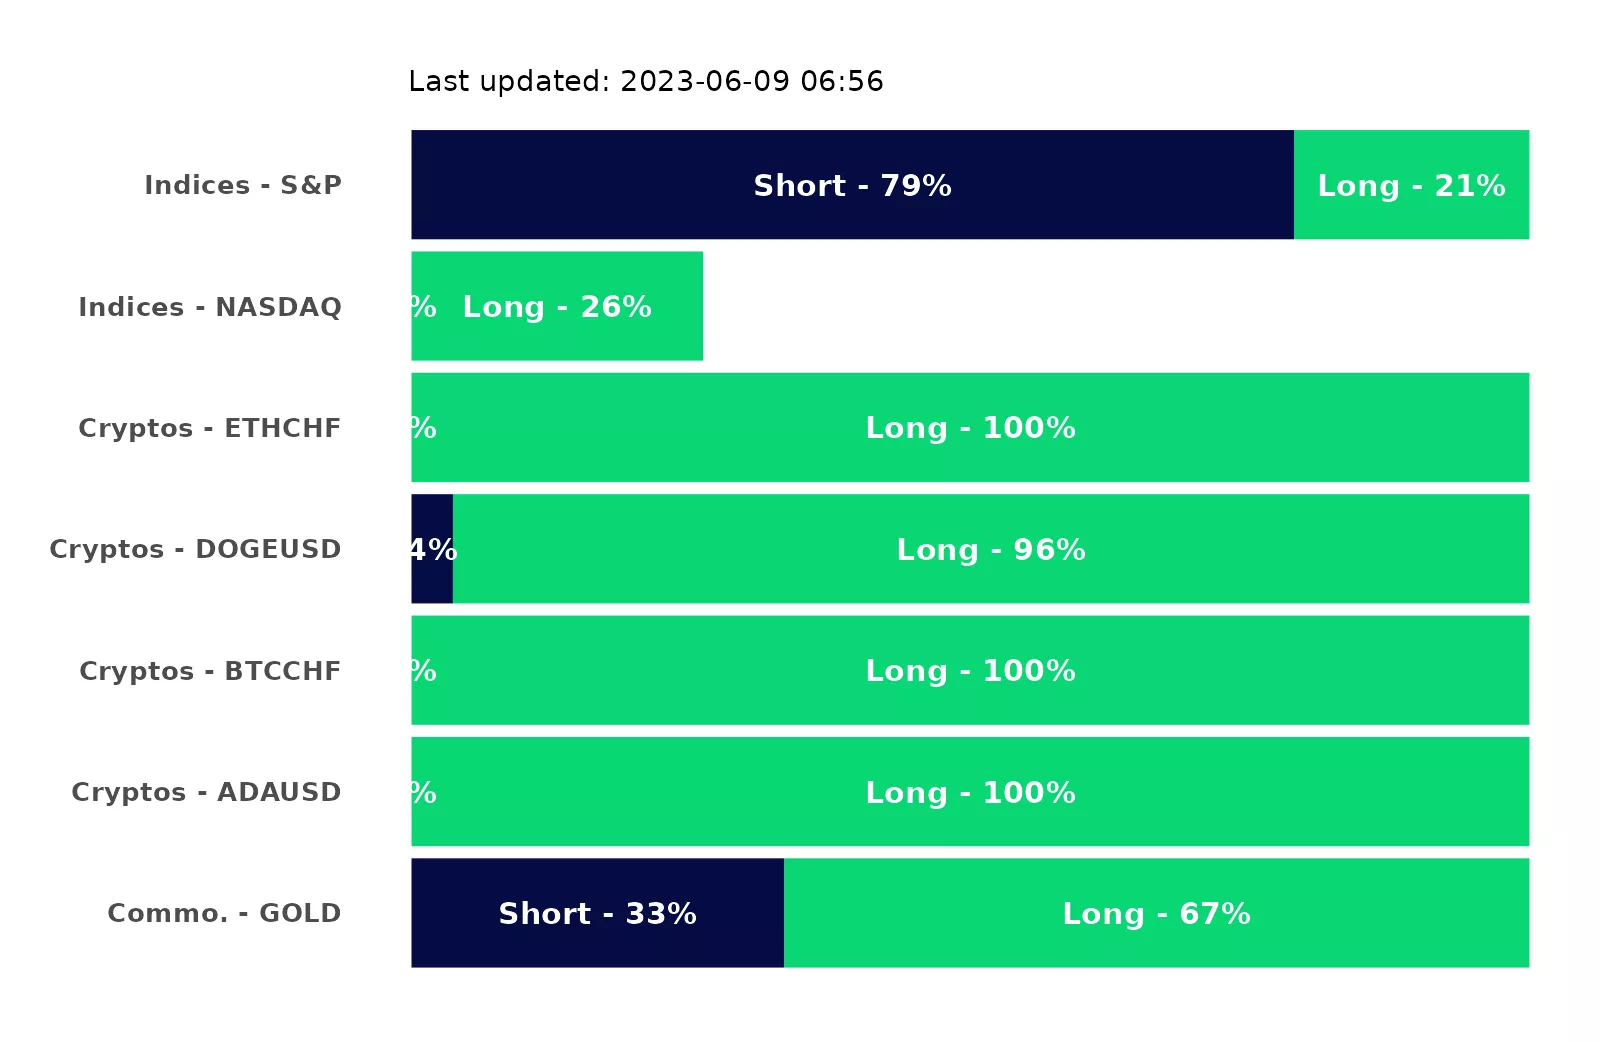 Last updated: 2023-06-09 06:56
Indices - S&P Short - 79% Long - 21%
Indices - NASDAQ % Long - 26%
Cryptos - ETHCHF % Long - 100%
Cryptos - DOGEUSD 4% Long - 96%
Cryptos - BTCCHF % Long - 100%
Cryptos - ADAUSD % Long - 100%
Commo. - GOLD Short - 33% Long - 67%